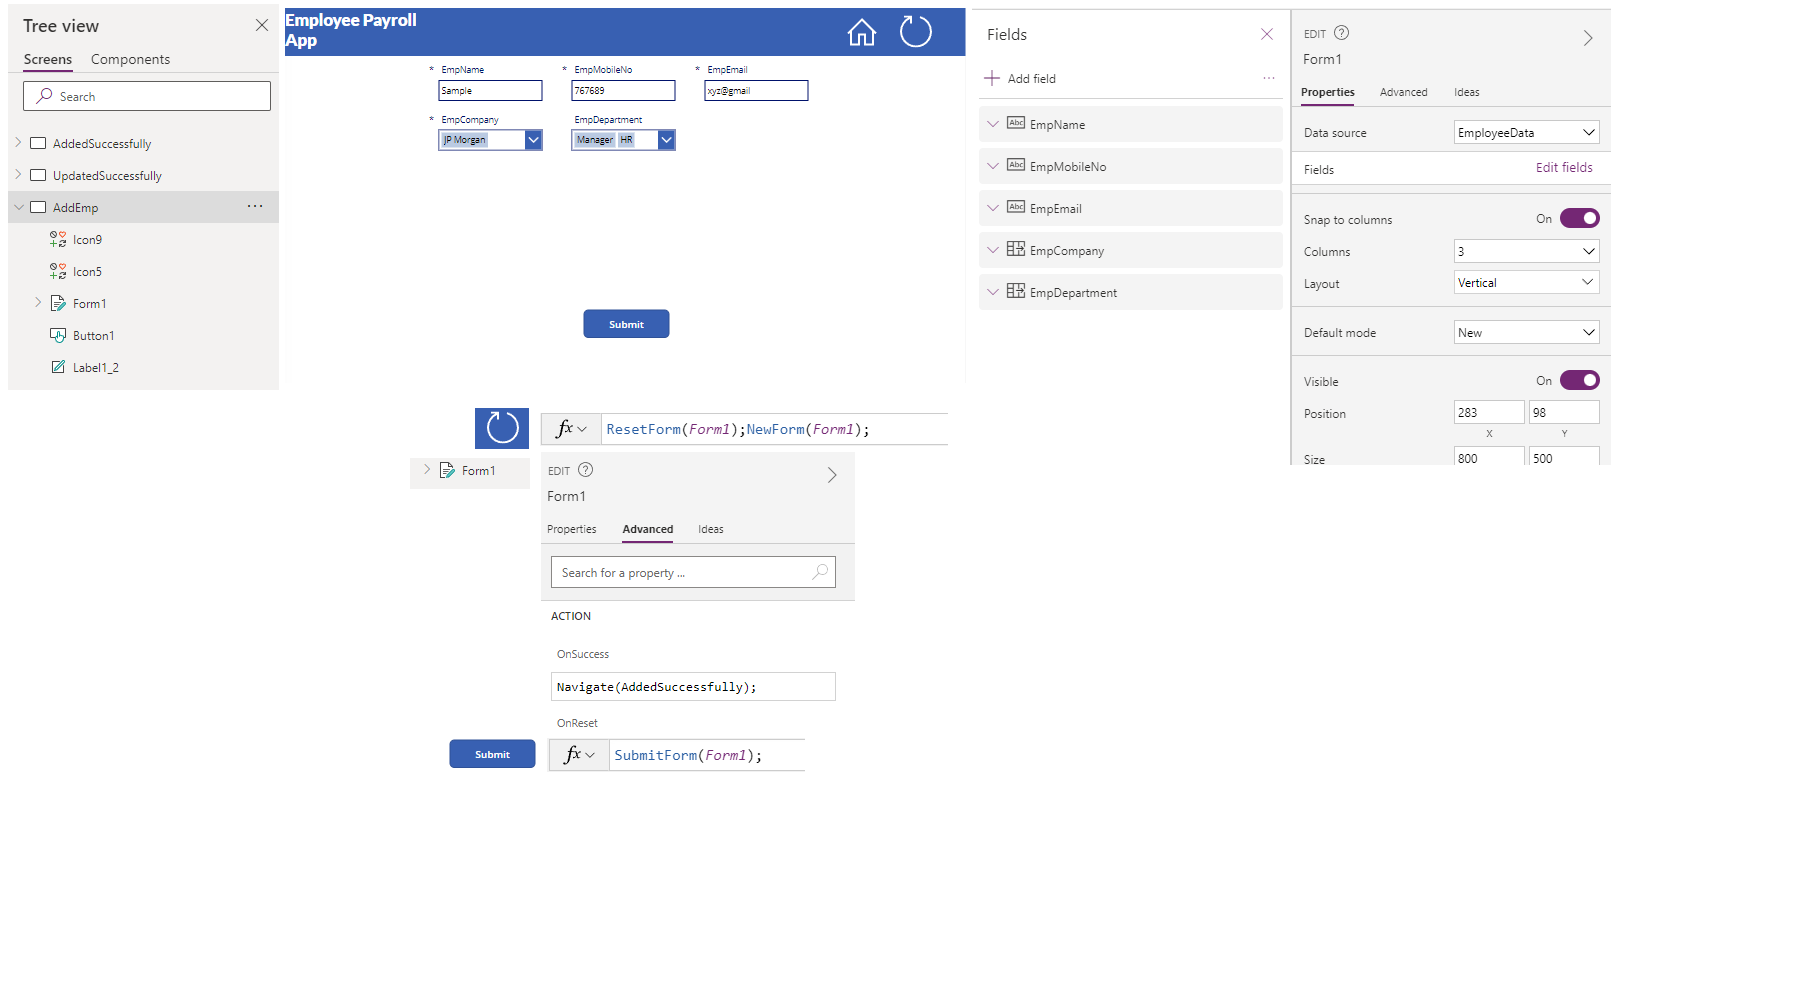 Tree view
Screens Components
Search
AddedSuccessfully
UpdatedSuccessfully
AddEmp ...
Icon9
Icon5
Form1
Button1
Label1_2
Employee Payroll
App
* EmpName * EmpMobileNo * EmpEmail
Sample 767689 xyz@gmail
* EmpCompany EmpDepartment
JP Morgan Manager HR
Submit
Fields
Add field ...
Abc EmpName
Abc EmpMobileNo
Abc EmpEmail
EmpCompany
EmpDepartment
EDIT ?
Form1
Properties Advanced Ideas
Data source EmployeeData
Fields Edit fields
Snap to columns On
Columns 3
Layout Vertical
Default mode New
Visible On
Position 283 98
X Y
Size 800 500
fx ResetForm(Form1);NewForm(Form1);
Form1
EDIT ?
Form1
Properties Advanced Ideas
Search for a property ...
ACTION
OnSuccess
Navigate(AddedSuccessfully);
OnReset
Submit fx SubmitForm(Form1);